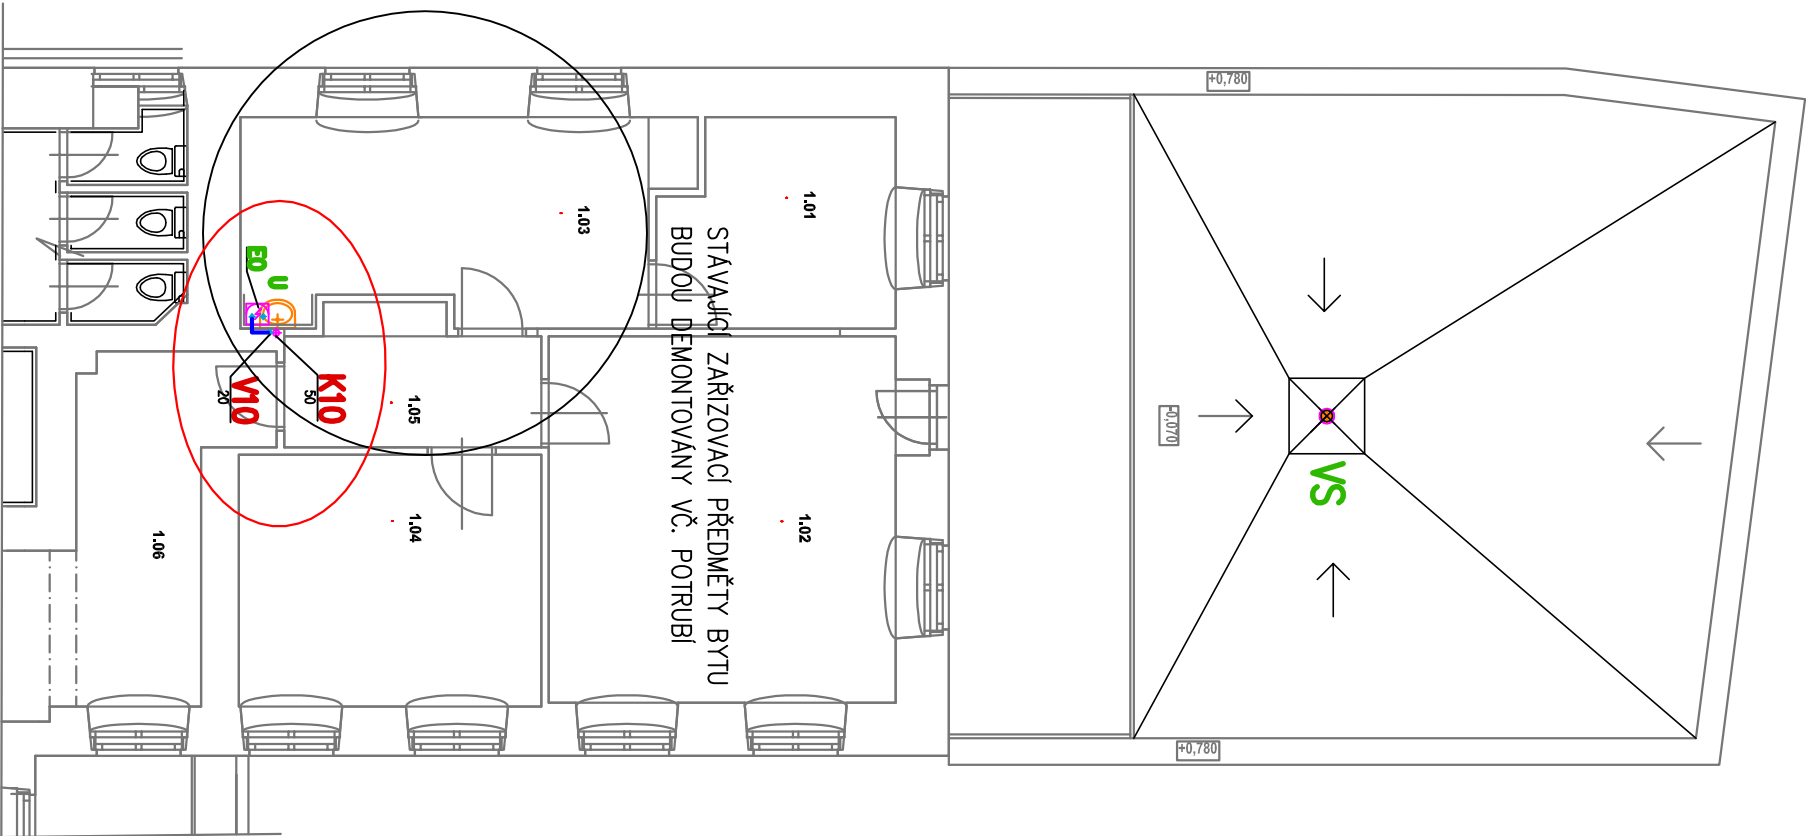 +0,780
1.01
1.03
STÁVAJÍCÍ ZAŘIZOVACÍ PŘEDMĚTY BYTU
BUDOU DEMONTOVÁNY VČ. POTRUBÍ
EO
U
K10
50
V10
20
1.05
-0,070
VS
1.02
1.04
1.06
+0,780